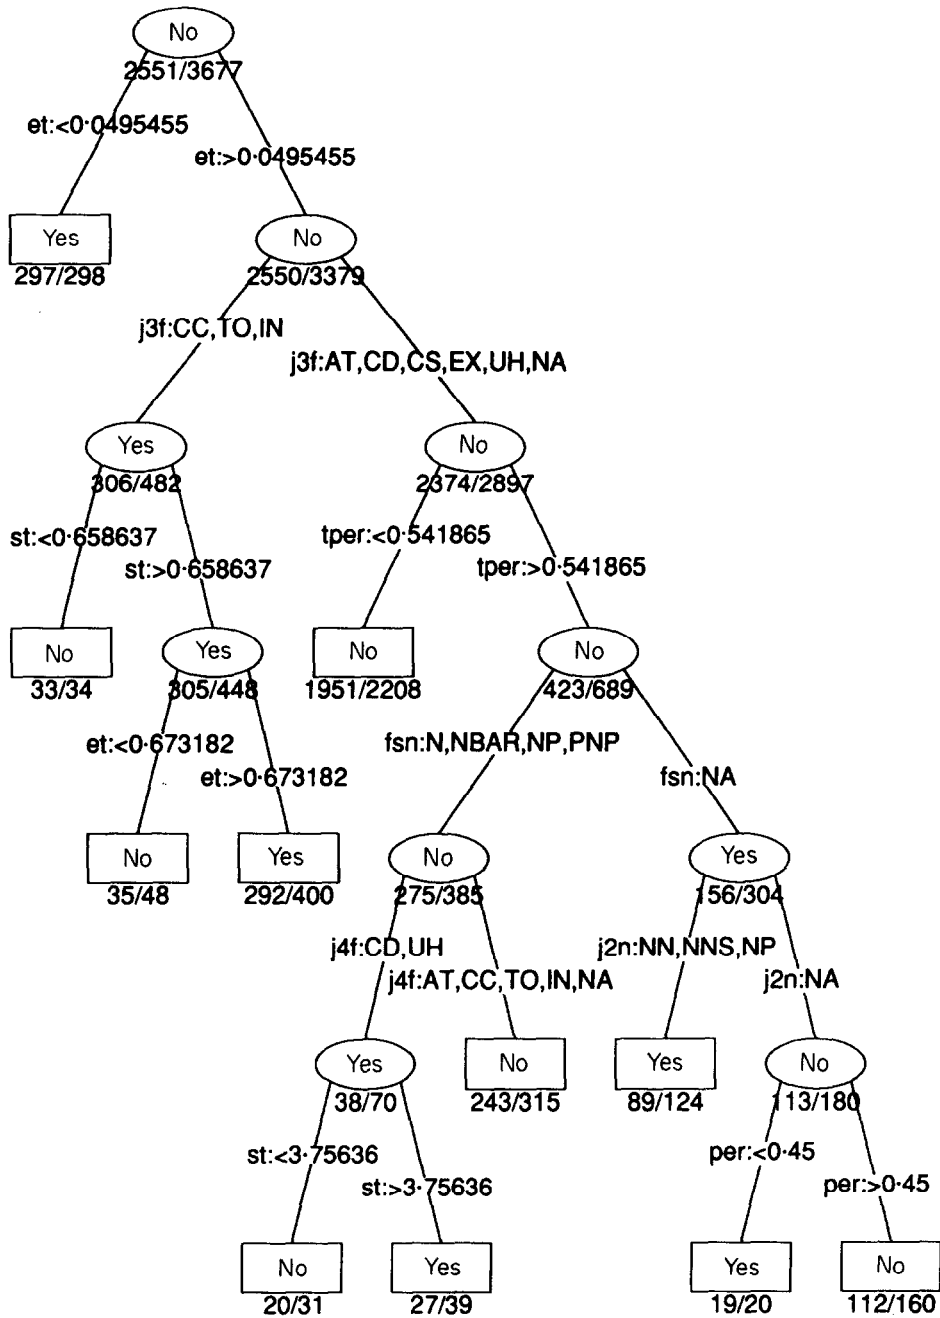 No
2551/3677
et:<0·0495455
et:>0·0495455
Yes
297/298
No
2550/3379
j3f:CC,TO,IN
j3f:AT,CD,CS,EX,UH,NA
Yes
306/482
No
2374/2897
st:<0·658637
st:>0·658637
tper:<0·541865
tper:>0·541865
No
33/34
Yes
305/448
No
1951/2208
No
423/689
et:<0·673182
et:>0·673182
fsn:N,NBAR,NP,PNP
fsn:NA
No
35/48
Yes
292/400
No
275/385
Yes
156/304
j4f:CD,UH
j4f:AT,CC,TO,IN,NA
j2n:NN,NNS,NP
j2n:NA
Yes
38/70
No
243/315
Yes
89/124
No
113/180
st:<3·75636
st:>3·75636
per:<0·45
per:>0·45
No
20/31
Yes
27/39
Yes
19/20
No
112/160